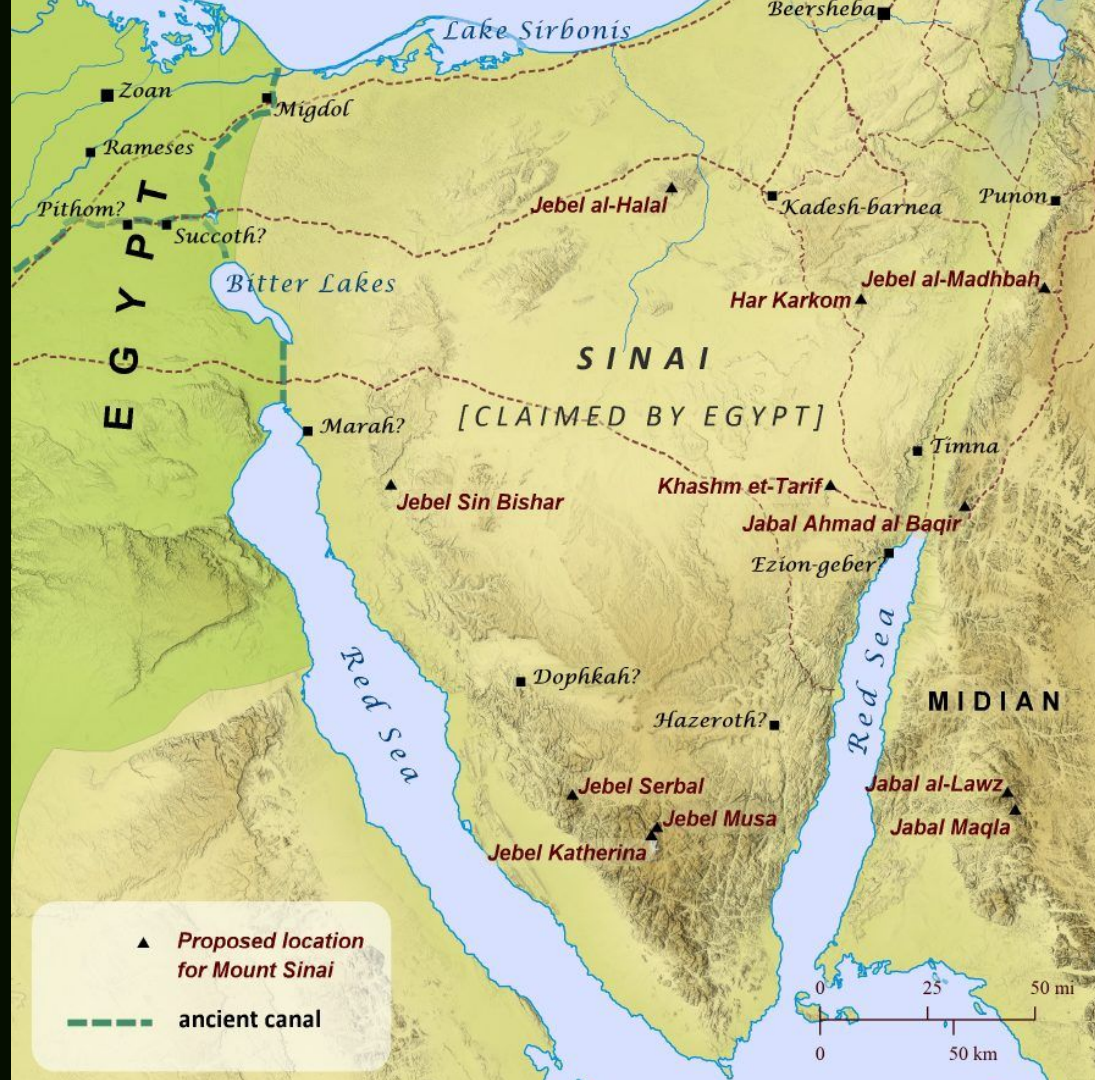 Beersheba
Lake Sirbonis
Zoan
Migdol
Rameses
Pithom?
Succoth?
EGYPT
Jebel al-Halal
Kadesh-barnea
Punon
Bitter Lakes
Jebel al-Madhbah
Har Karkom
SINAI
[CLAIMED BY EGYPT]
Marah?
Timna
Jebel Sin Bishar
Khashm et-Tarif
Jabal Ahmad al Baqir
Ezion-geber?
Red Sea
Red Sea
Dophkah?
Hazeroth?
MIDIAN
Jebel Serbal
Jebel Musa
Jebel Katherina
Jabal al-Lawz
Jabal Maqla
Proposed location
for Mount Sinai
ancient canal
0 25 50 mi
0 50 km